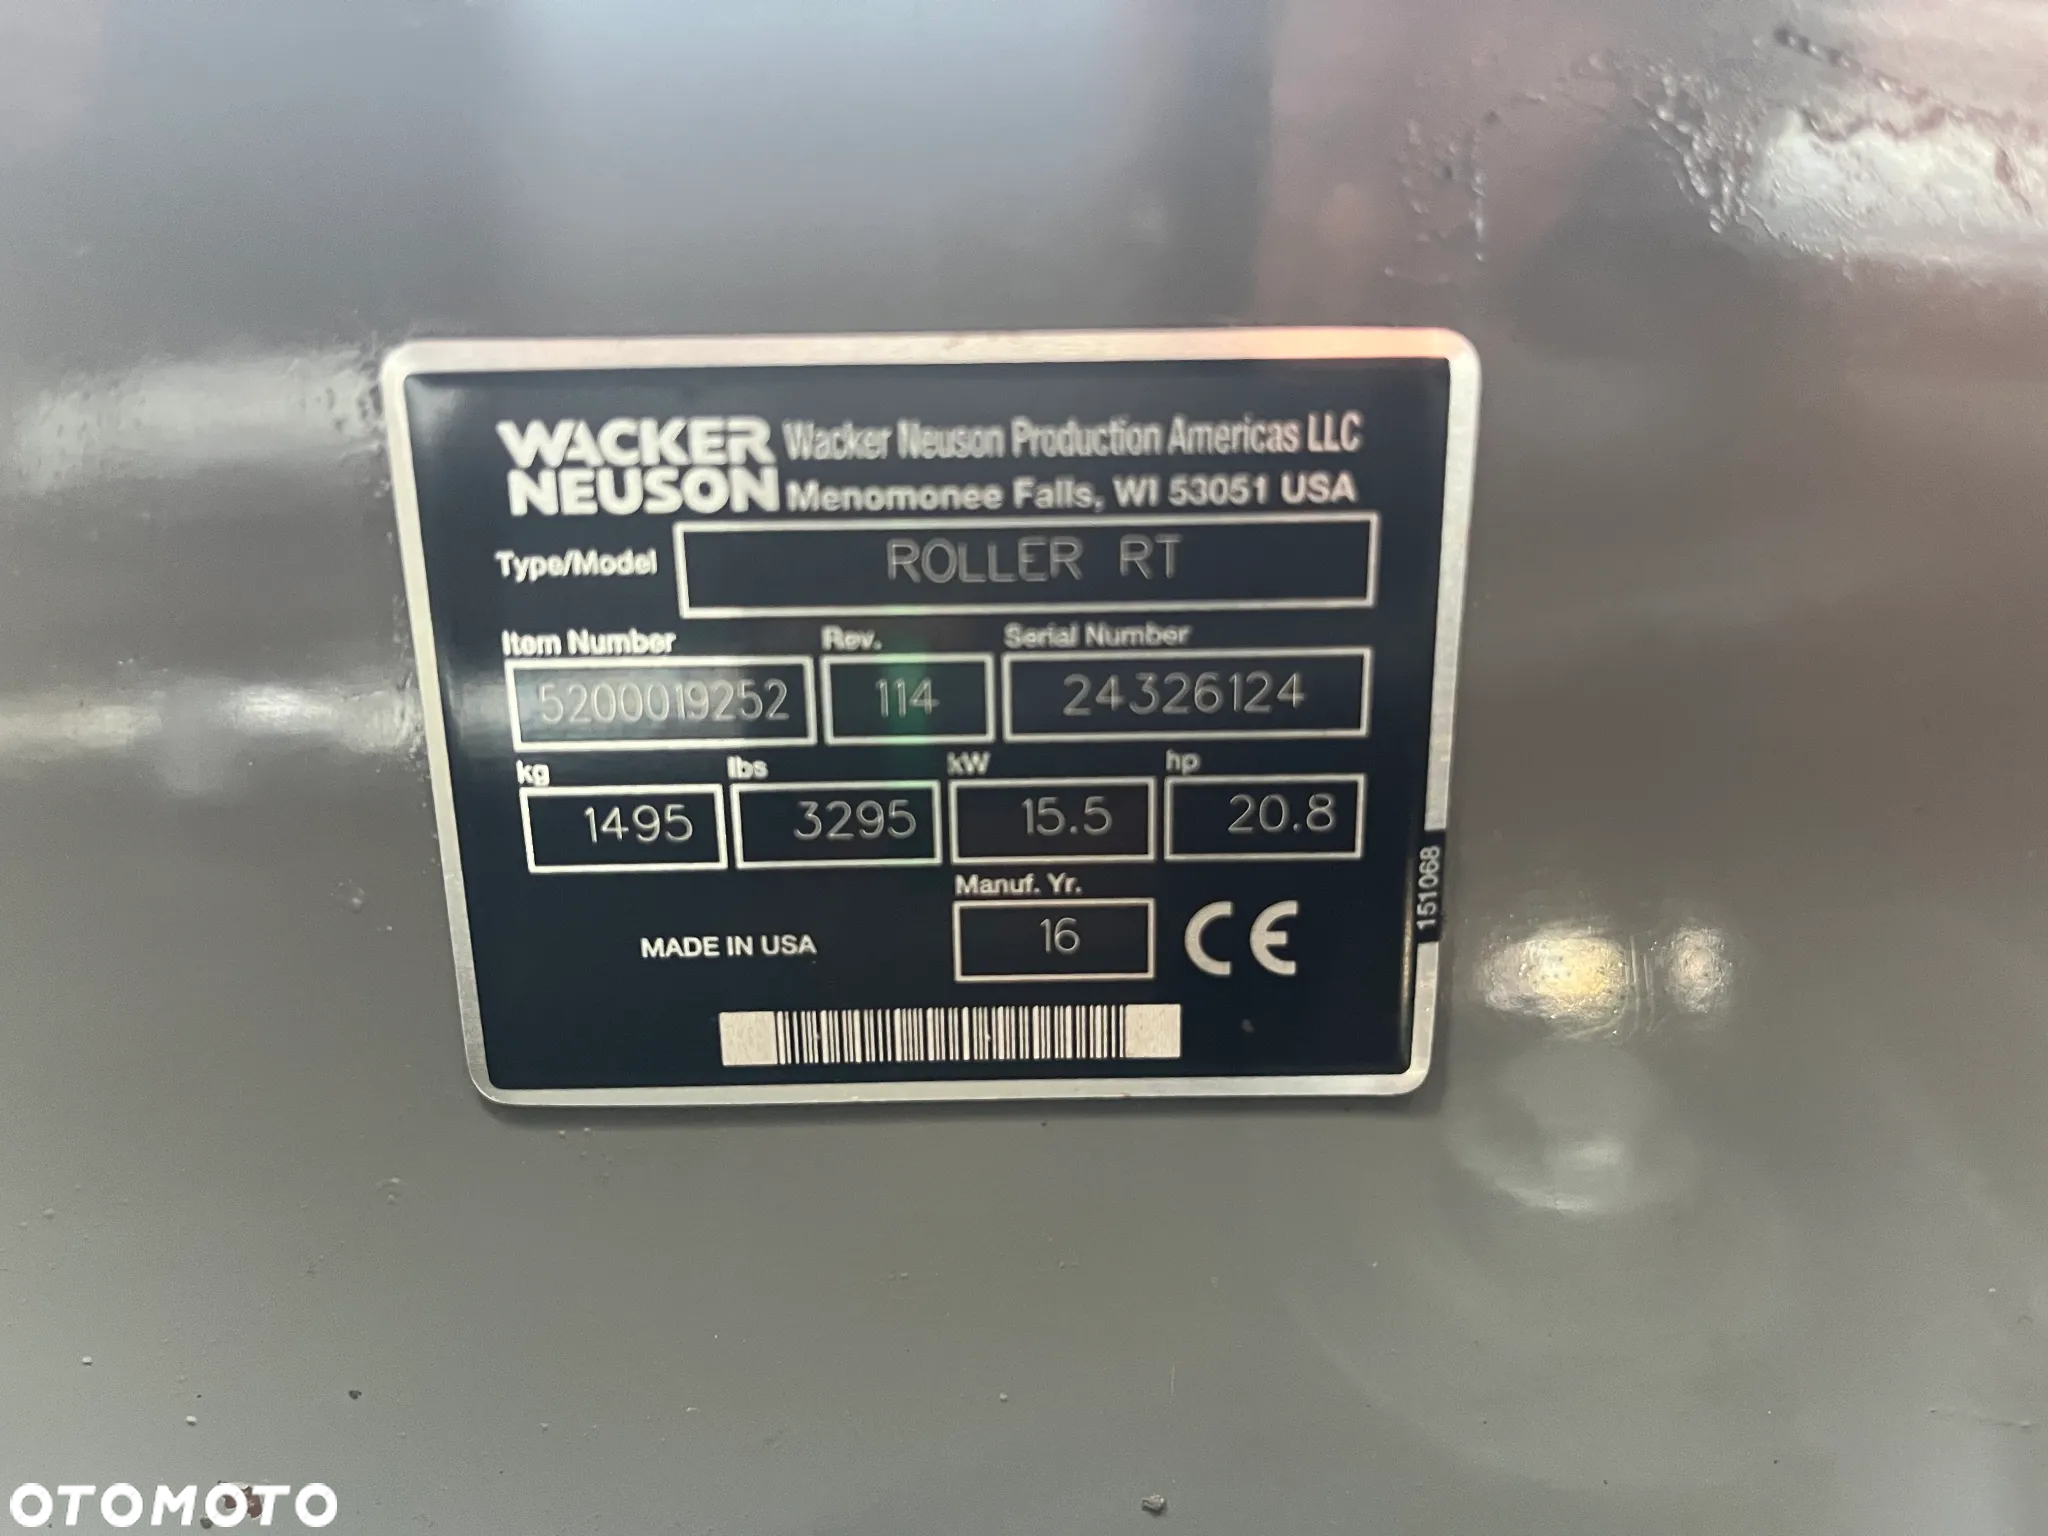 WACKER NEUSON
Wacker Neuson Production Americas LLC
Menomonee Falls, WI 53051 USA
Type/Model ROLLER RT
Item Number Rev. Serial Number
5200019252 114 24326124
kg lbs kW hp
1495 3295 15.5 20.8
Manuf. Yr.
MADE IN USA 16 CE
151068
OTOMOTO